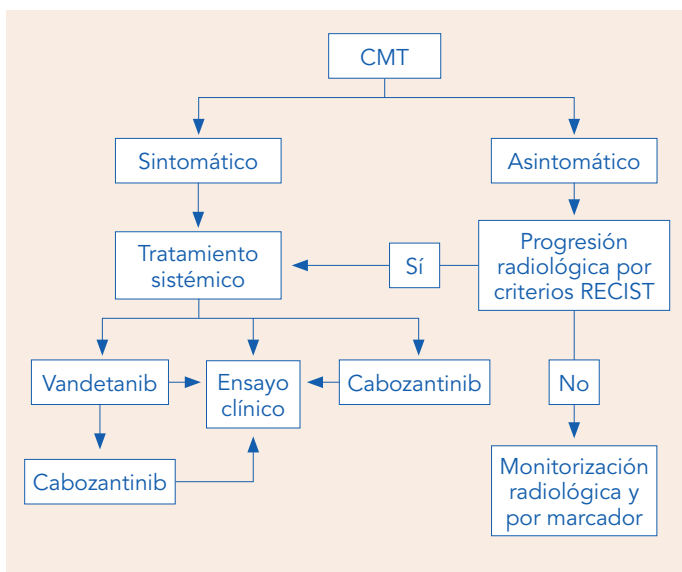 CMT
Sintomático
Asintomático
Tratamiento
sistémico
Sí
Progresión
radiológica por
criterios RECIST
Vandetanib
Ensayo
clínico
Cabozantinib
No
Cabozantinib
Monitorización
radiológica y
por marcador